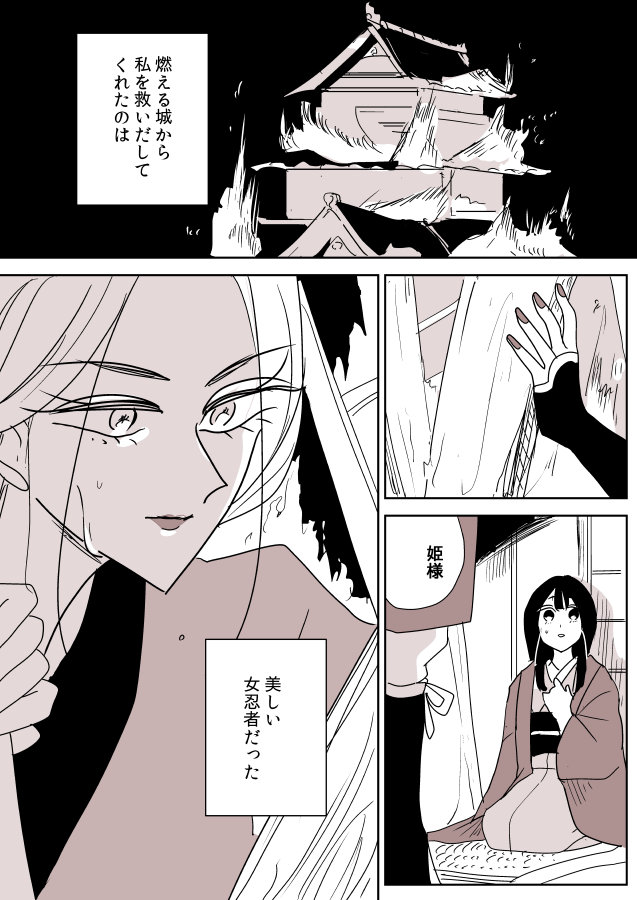 燃える城から
私を救いだして
くれたのは
姫様
美しい
女忍者だった